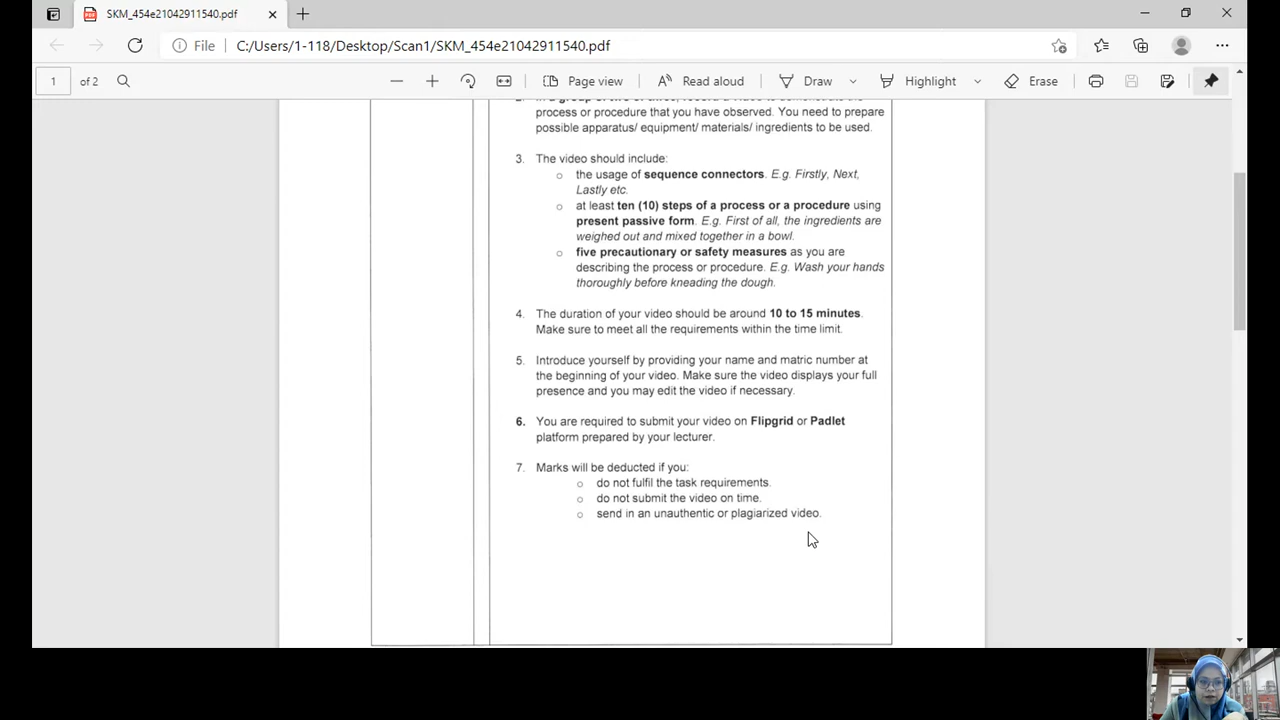 SKM_454e21042911540.pdf
File C:/Users/1-118/Desktop/Scan1/SKM_454e21042911540.pdf
1 of 2 Page view Read aloud Draw Highlight Erase
process or procedure that you have observed. You need to prepare
possible apparatus/ equipment/ materials/ ingredients to be used.
3. The video should include:
the usage of sequence connectors. E.g. Firstly, Next,
Lastly etc.
at least ten (10) steps of a process or a procedure using
present passive form. E.g. First of all, the ingredients are
weighed out and mixed together in a bowl.
five precautionary or safety measures as you are
describing the process or procedure. E.g. Wash your hands
thoroughly before kneading the dough.
4. The duration of your video should be around 10 to 15 minutes.
Make sure to meet all the requirements within the time limit.
5. Introduce yourself by providing your name and matric number at
the beginning of your video. Make sure the video displays your full
presence and you may edit the video if necessary.
6. You are required to submit your video on Flipgrid or Padlet
platform prepared by your lecturer.
7. Marks will be deducted if you:
do not fulfil the task requirements.
do not submit the video on time.
send in an unauthentic or plagiarized video.